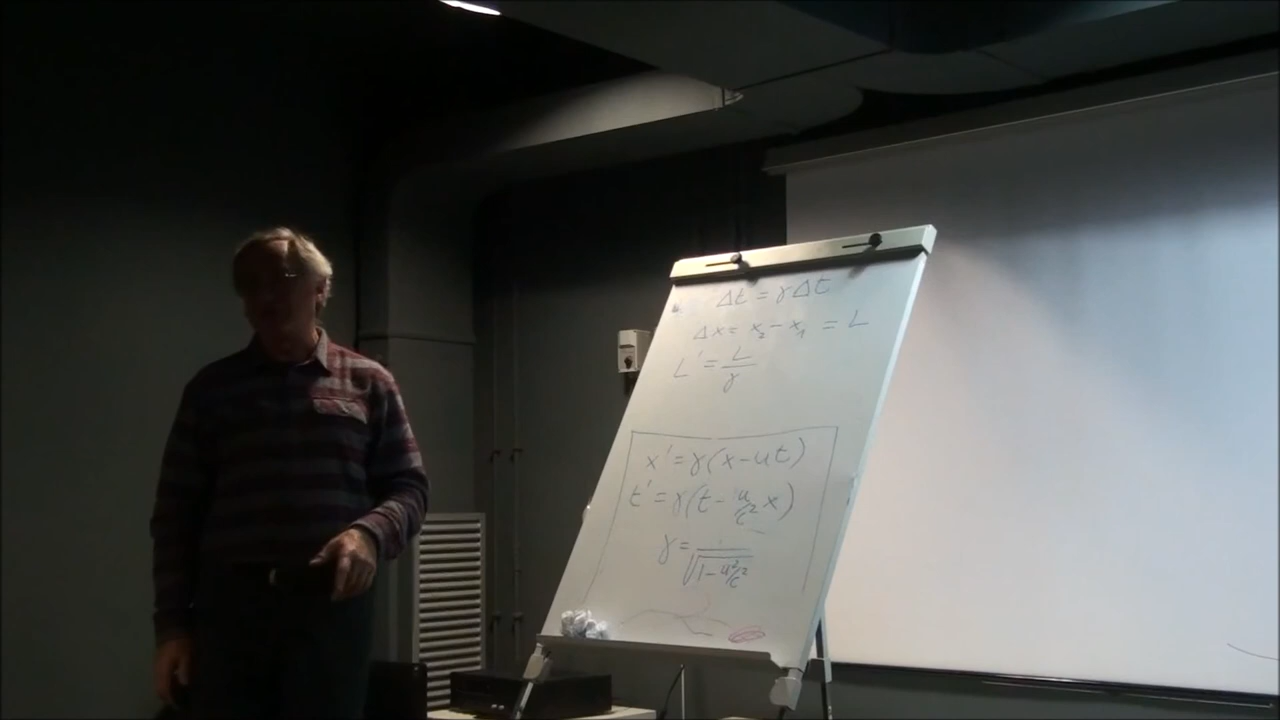 Δt = γΔt
Δx = x₂ - x₁ = L
L' = L/γ
x' = γ(x - ut)
t' = γ(t - u/c² x)
γ = 1/√(1 - u²/c²)